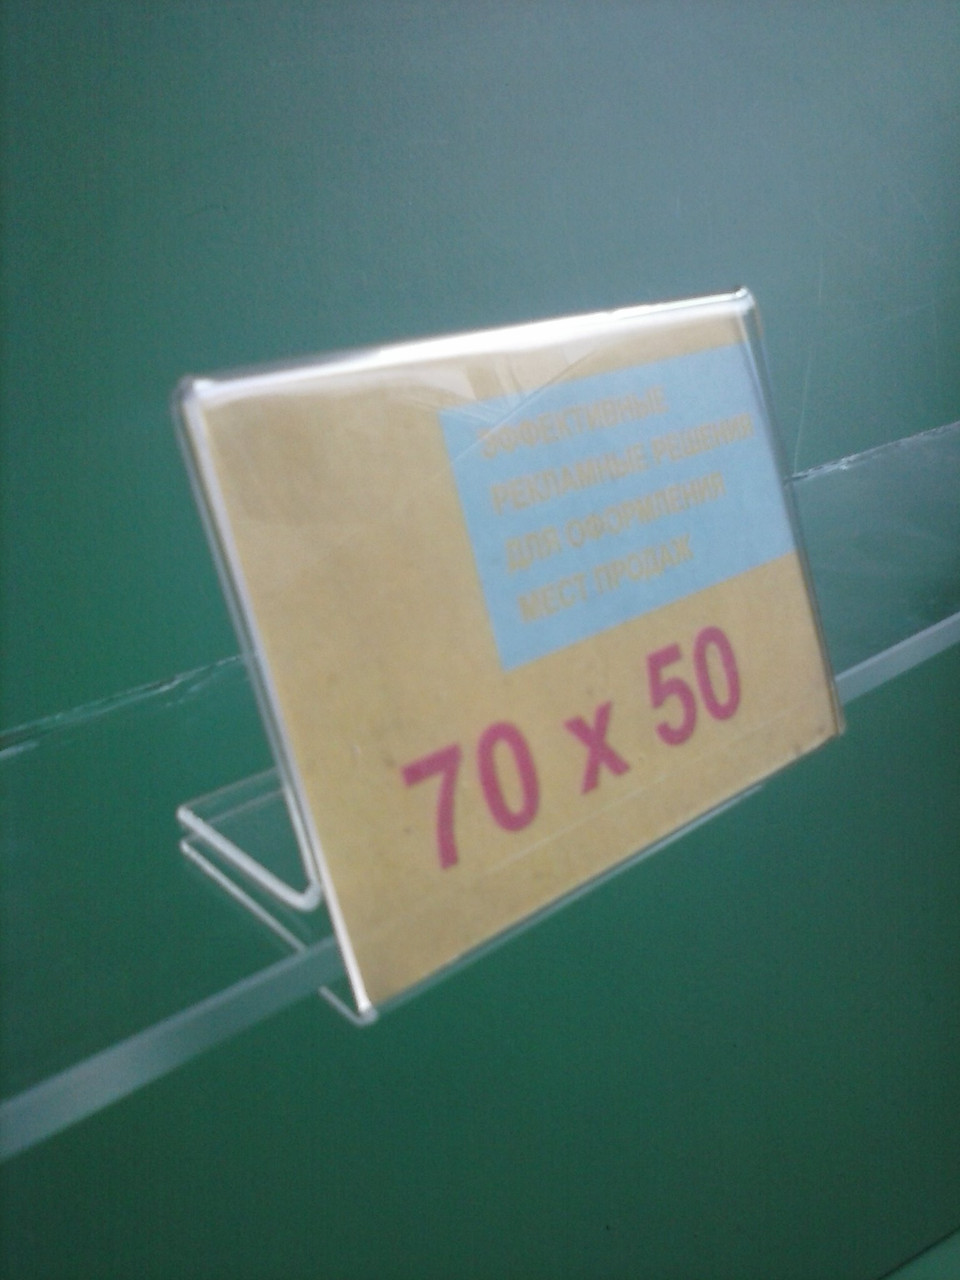 ЭФФЕКТИВНЫЕ
РЕКЛАМНЫЕ РЕШЕНИЯ
ДЛЯ ОФОРМЛЕНИЯ
МЕСТ ПРОДАЖ
70 x 50